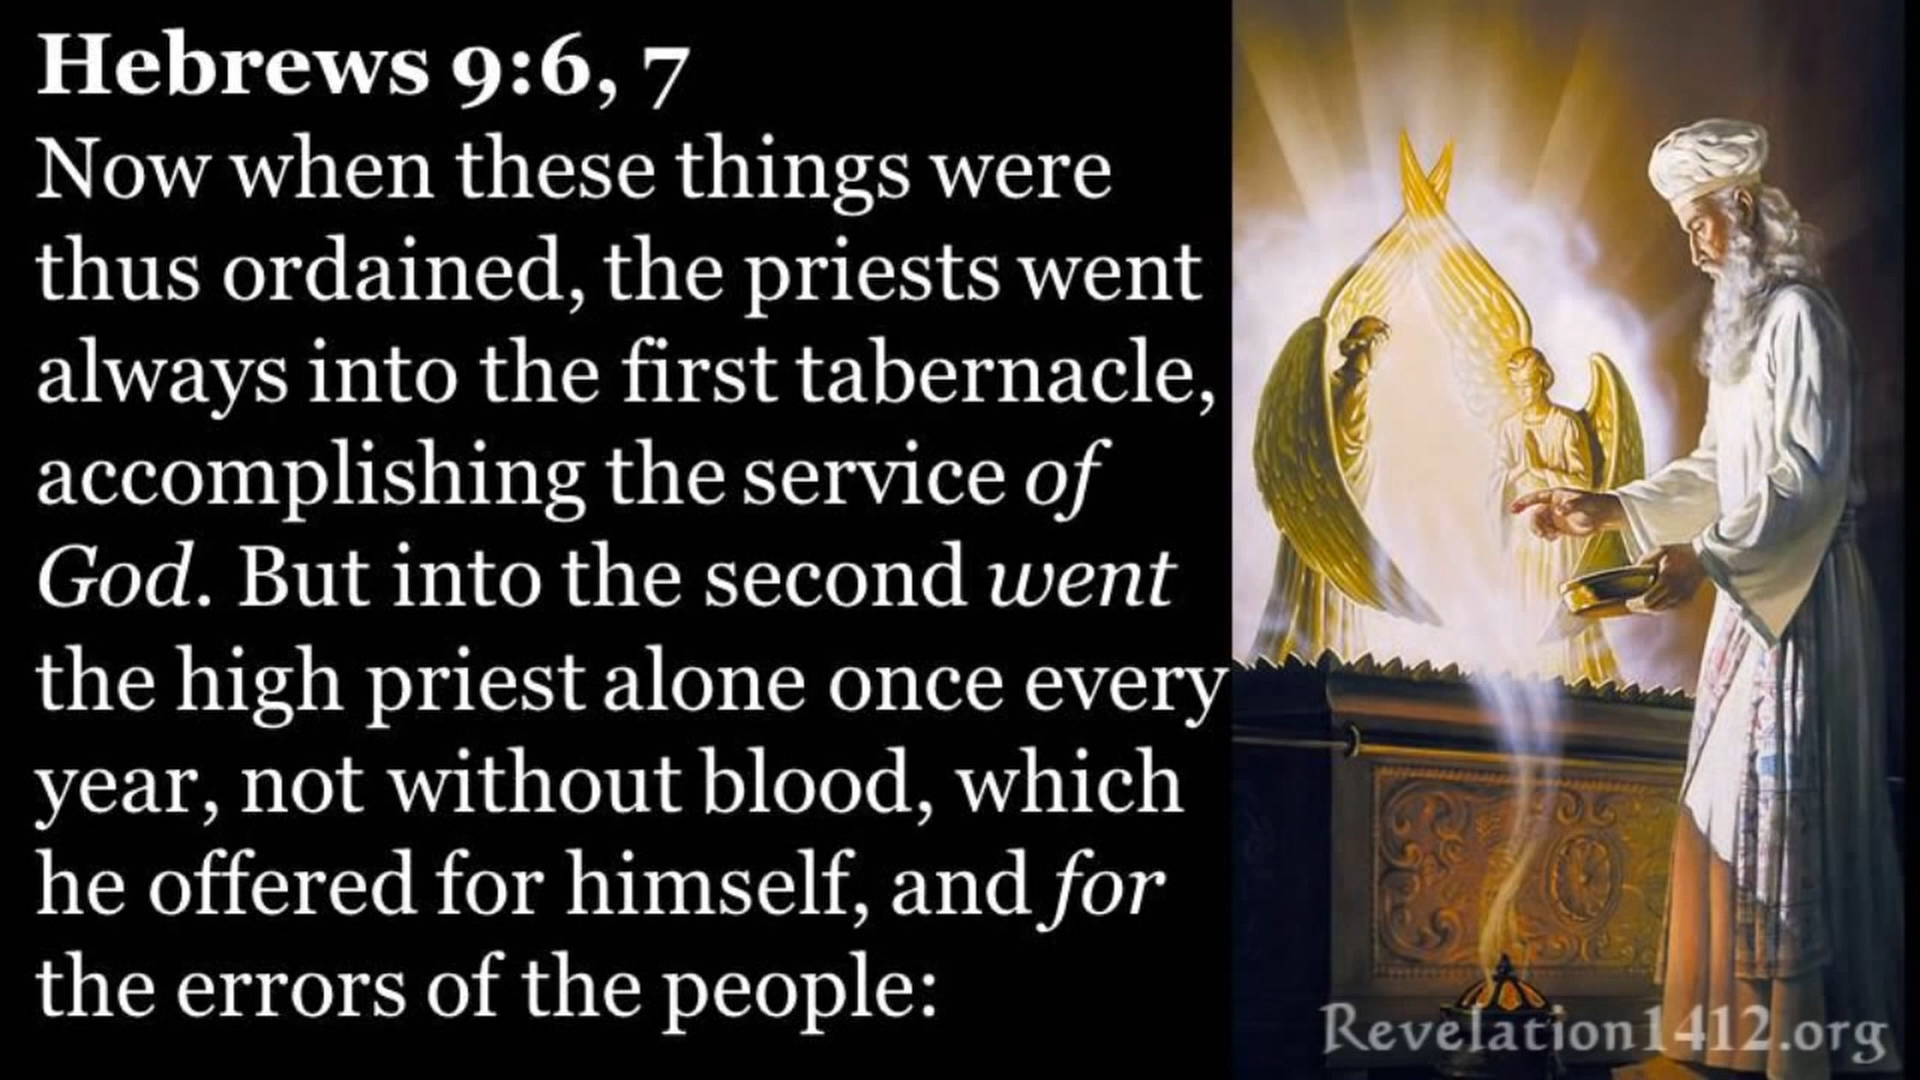 Hebrews 9:6, 7
Now when these things were
thus ordained, the priests went
always into the first tabernacle,
accomplishing the service of
God. But into the second went
the high priest alone once every
year, not without blood, which
he offered for himself, and for
the errors of the people:
Revelation1412.org